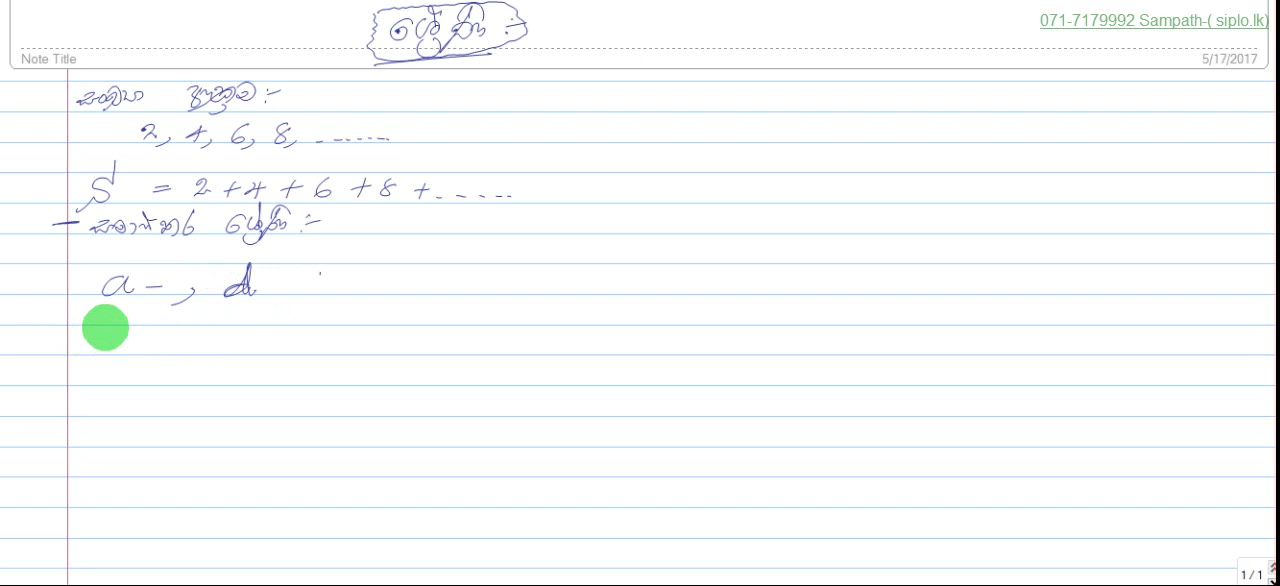 ශ්‍රේණි :-
071-7179992 Sampath-( siplo.lk)
Note Title
5/17/2017
සංඛ්‍යා අනුක්‍රම :-
2, 4, 6, 8, .......
S = 2 + 4 + 6 + 8 + ......
- සමාන්තර ශ්‍රේණි :-
a - , d
1 / 1